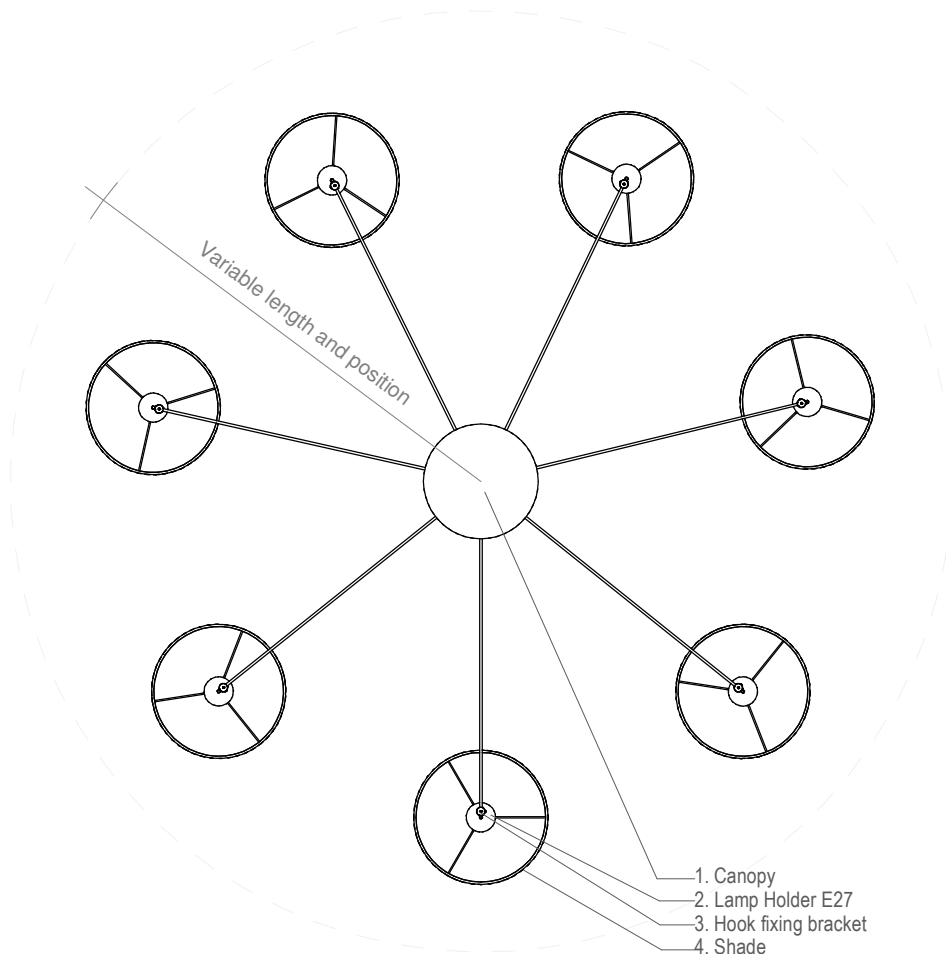 Variable length and position
1. Canopy
2. Lamp Holder E27
3. Hook fixing bracket
4. Shade